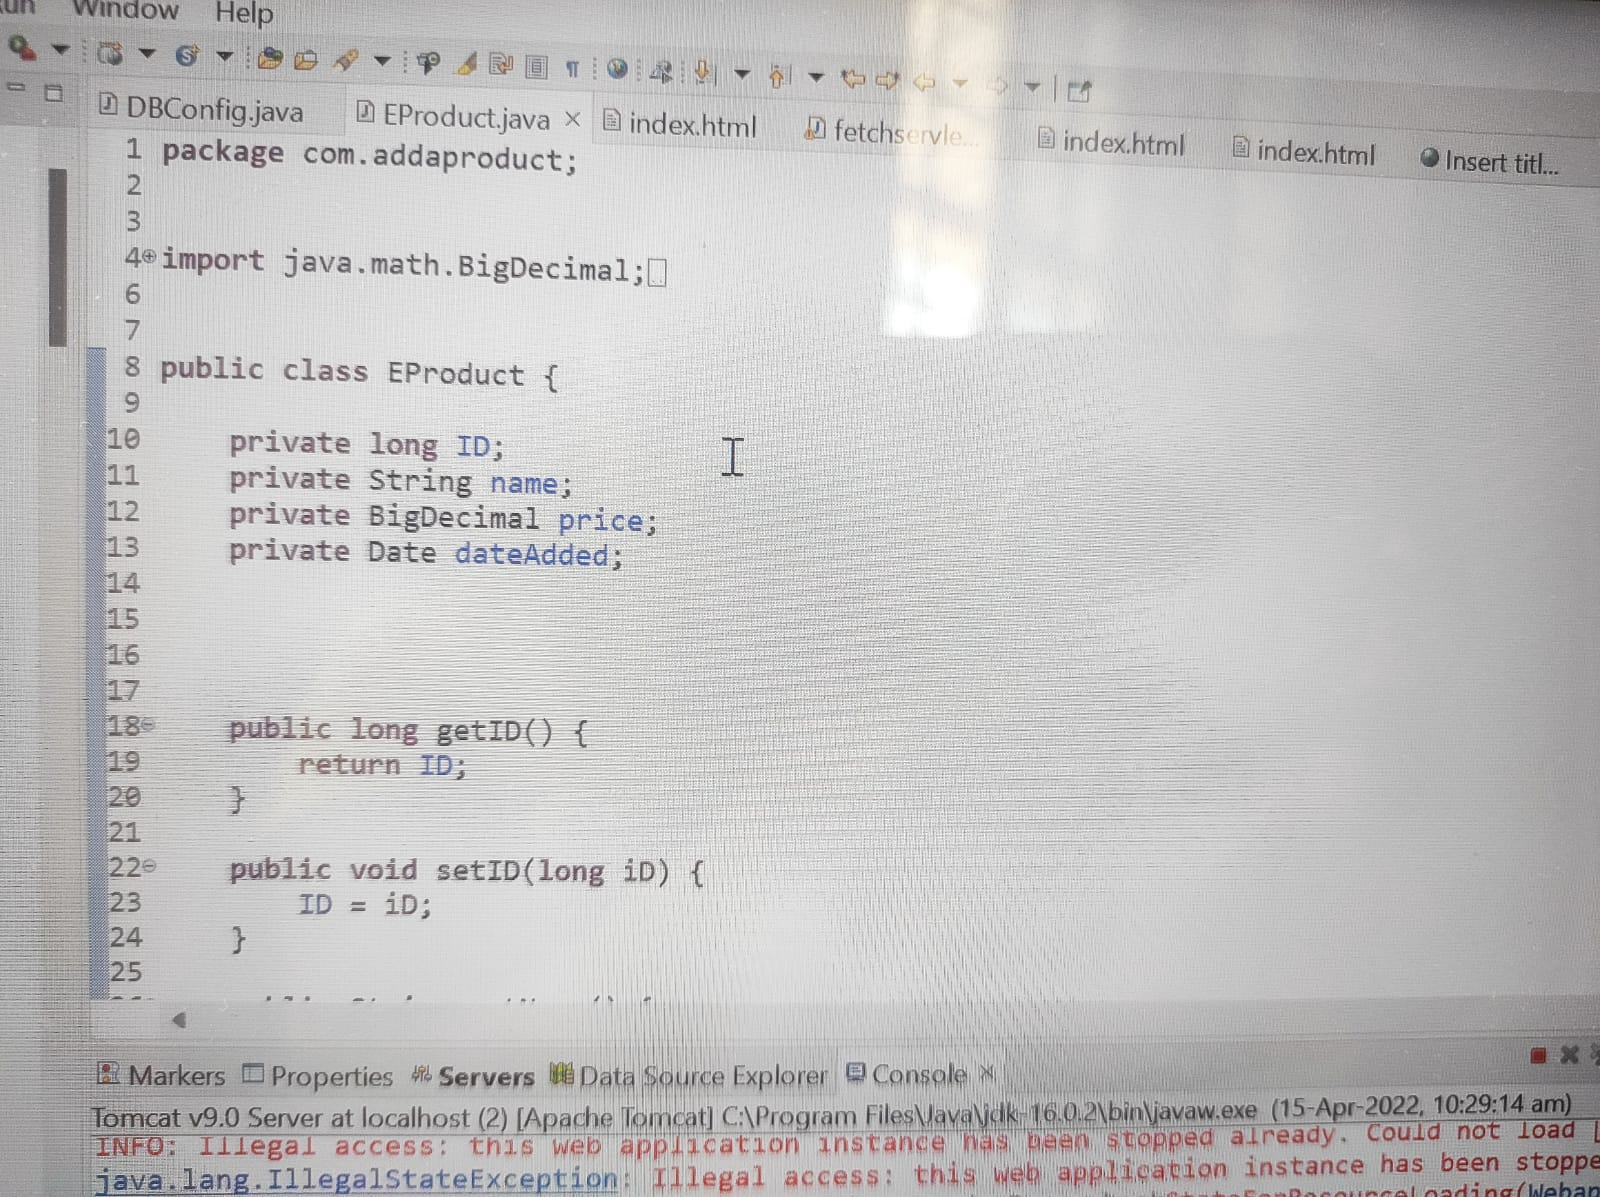 Window Help
DBConfig.java EProduct.java index.html fetchservle... index.html index.html Insert titl...
1 package com.addaproduct;
2
3
4 import java.math.BigDecimal;
6
7
8 public class EProduct {
9
10 private long ID;
11 private String name;
12 private BigDecimal price;
13 private Date dateAdded;
14
15
16
17
18 public long getID() {
19 return ID;
20 }
21
22 public void setID(long iD) {
23 ID = iD;
24 }
25
Markers Properties Servers Data Source Explorer Console
Tomcat v9.0 Server at localhost (2) [Apache Tomcat] C:\Program Files\Java\jdk-16.0.2\bin\javaw.exe (15-Apr-2022, 10:29:14 am)
INFO: Illegal access: this web application instance has been stopped already. Could not load [
java.lang.IllegalStateException: Illegal access: this web application instance has been stoppe